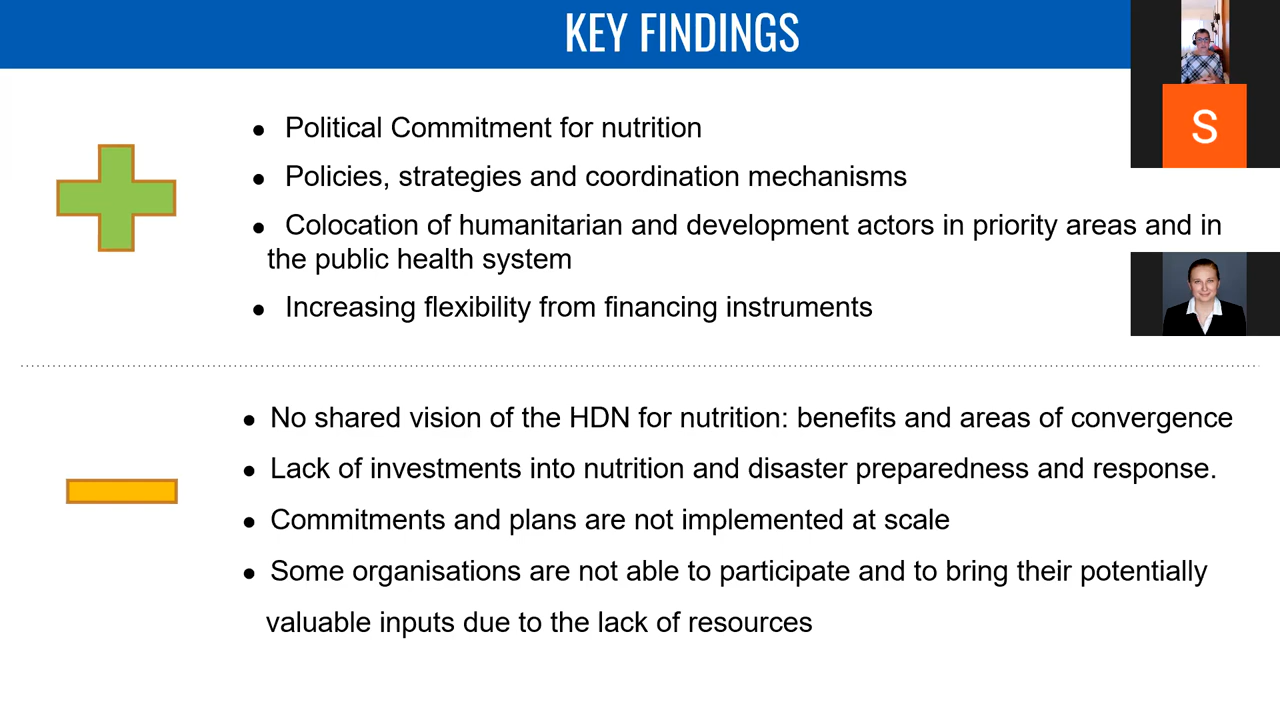 KEY FINDINGS
S
● Political Commitment for nutrition
● Policies, strategies and coordination mechanisms
● Colocation of humanitarian and development actors in priority areas and in
the public health system
● Increasing flexibility from financing instruments
● No shared vision of the HDN for nutrition: benefits and areas of convergence
● Lack of investments into nutrition and disaster preparedness and response.
● Commitments and plans are not implemented at scale
● Some organisations are not able to participate and to bring their potentially
valuable inputs due to the lack of resources